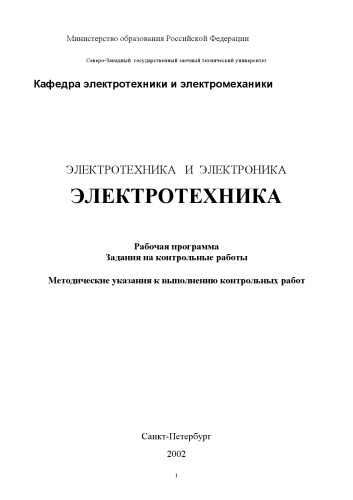 Министерство образования Российской Федерации
Северо-Западный государственный заочный технический университет
Кафедра электротехники и электромеханики
ЭЛЕКТРОТЕХНИКА И ЭЛЕКТРОНИКА
ЭЛЕКТРОТЕХНИКА
Рабочая программа
Задания на контрольные работы
Методические указания к выполнению контрольных работ
Санкт-Петербург
2002
1